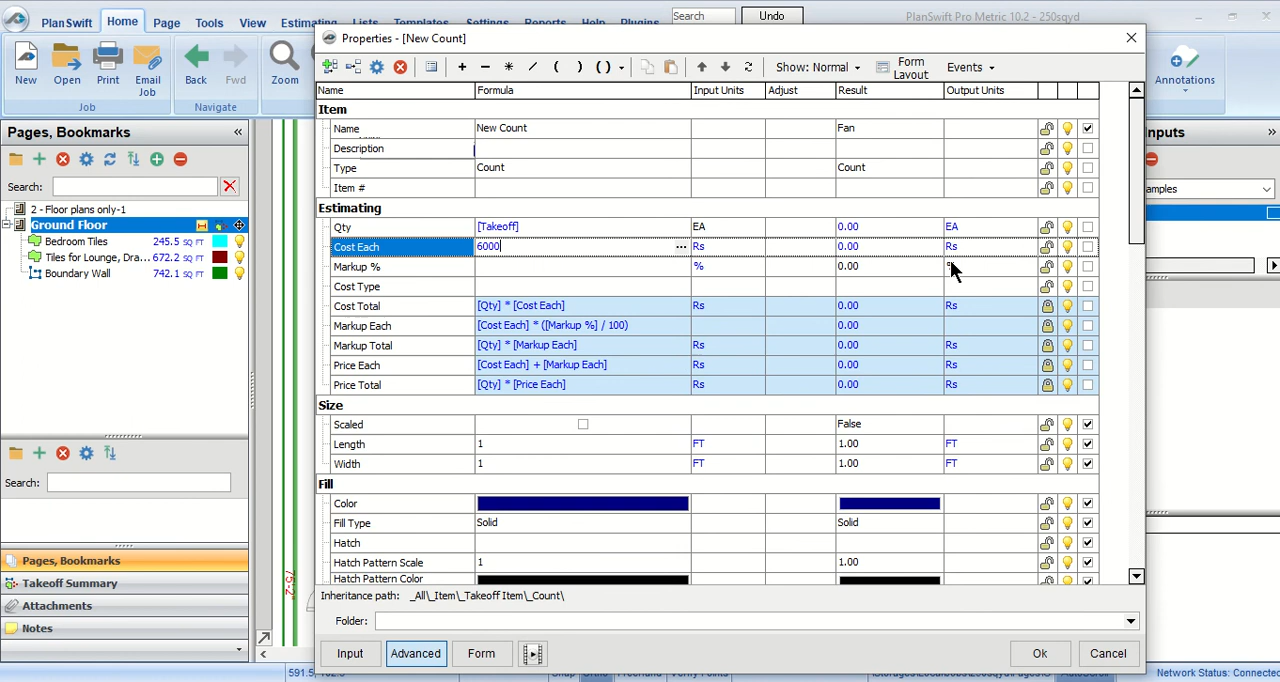 PlanSwift Home Page Tools View Estimating Lists Templates Settings Reports Help Plugins Search Undo PlanSwift Pro Metric 10.2 - 250sqyd
Properties - [New Count]
New Open Print Email Job Back Fwd Zoom
Job Navigate
Annotations
Show: Normal Form Layout Events
Name Formula Input Units Adjust Result Output Units
Item
Name New Count Fan
Description
Type Count Count
Item #
Estimating
Qty [Takeoff] EA 0.00 EA
Cost Each 6000 ... Rs 0.00 Rs
Markup % % 0.00 %
Cost Type
Cost Total [Qty] * [Cost Each] Rs 0.00 Rs
Markup Each [Cost Each] * ([Markup %] / 100) 0.00
Markup Total [Qty] * [Markup Each] Rs 0.00 Rs
Price Each [Cost Each] + [Markup Each] Rs 0.00 Rs
Price Total [Qty] * [Price Each] Rs 0.00 Rs
Size
Scaled False
Length 1 FT 1.00 FT
Width 1 FT 1.00 FT
Fill
Color
Fill Type Solid Solid
Hatch
Hatch Pattern Scale 1 1.00
Hatch Pattern Color
Inheritance path: _All\_Item\_Takeoff Item\_Count\
Folder:
Input Advanced Form Ok Cancel
Pages, Bookmarks
Search:
2 - Floor plans only-1
Ground Floor
Bedroom Tiles 245.5 SQ FT
Tiles for Lounge, Dra... 672.2 SQ FT
Boundary Wall 742.1 SQ FT
Search:
Pages, Bookmarks
Takeoff Summary
Attachments
Notes
75'-2"
Inputs
amples
Network Status: Connected